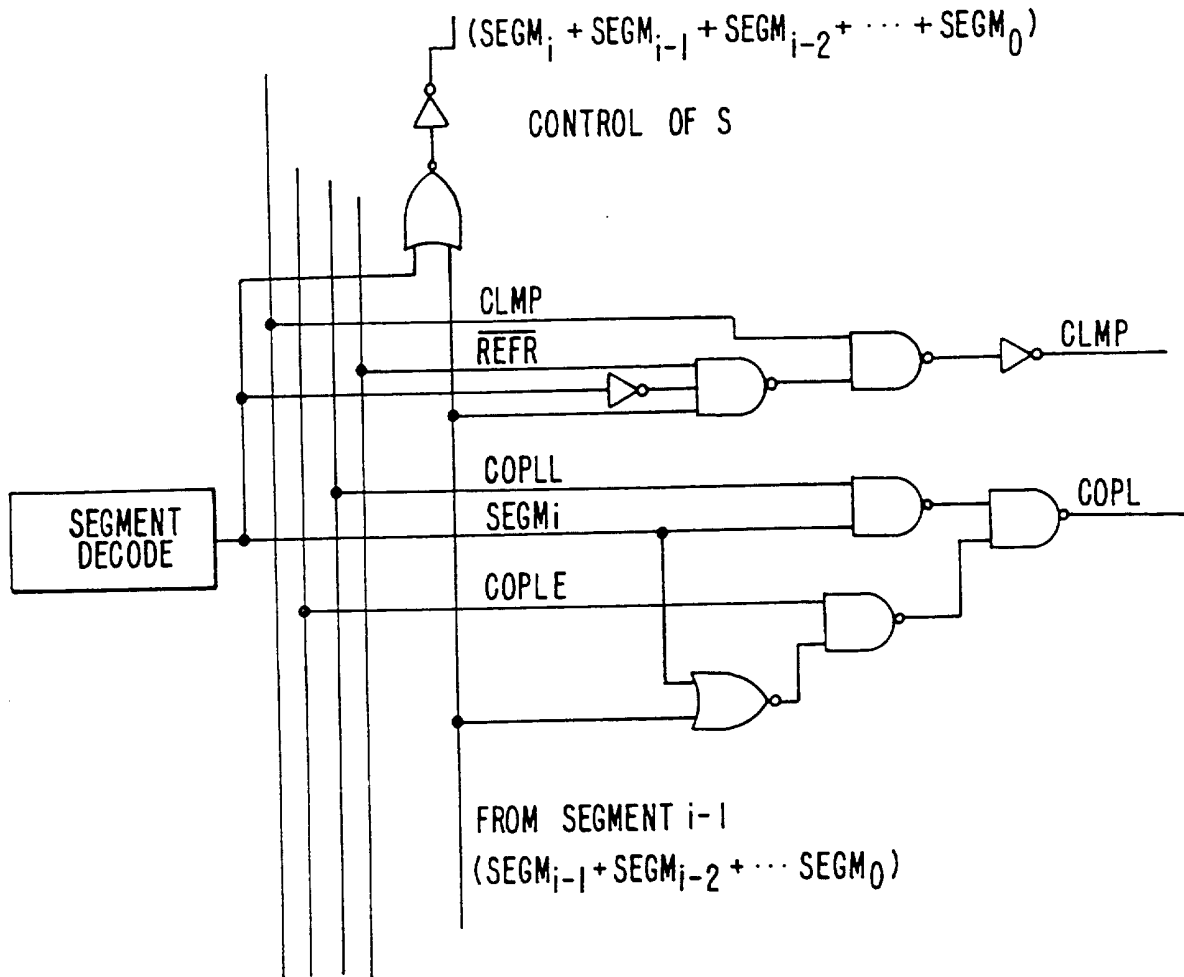 (SEGMi + SEGMi-1 + SEGMi-2 + ··· + SEGM0)
CONTROL OF S
CLMP
REFR
CLMP
COPLL
COPL
SEGMi
SEGMENT
DECODE
COPLE
FROM SEGMENT i-1
(SEGMi-1 + SEGMi-2 + ··· SEGM0)